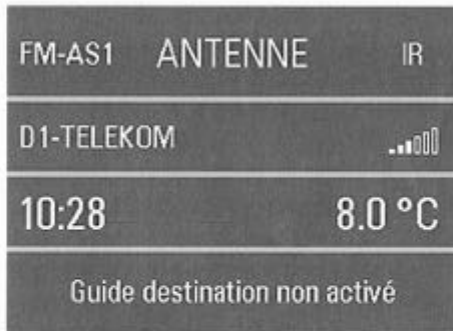 FM-AS1 ANTENNE IR
D1-TELEKOM
10:28 8.0 °C
Guide destination non activé